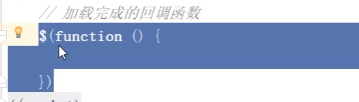 // 加载完成的回调函数
$(function () {
})